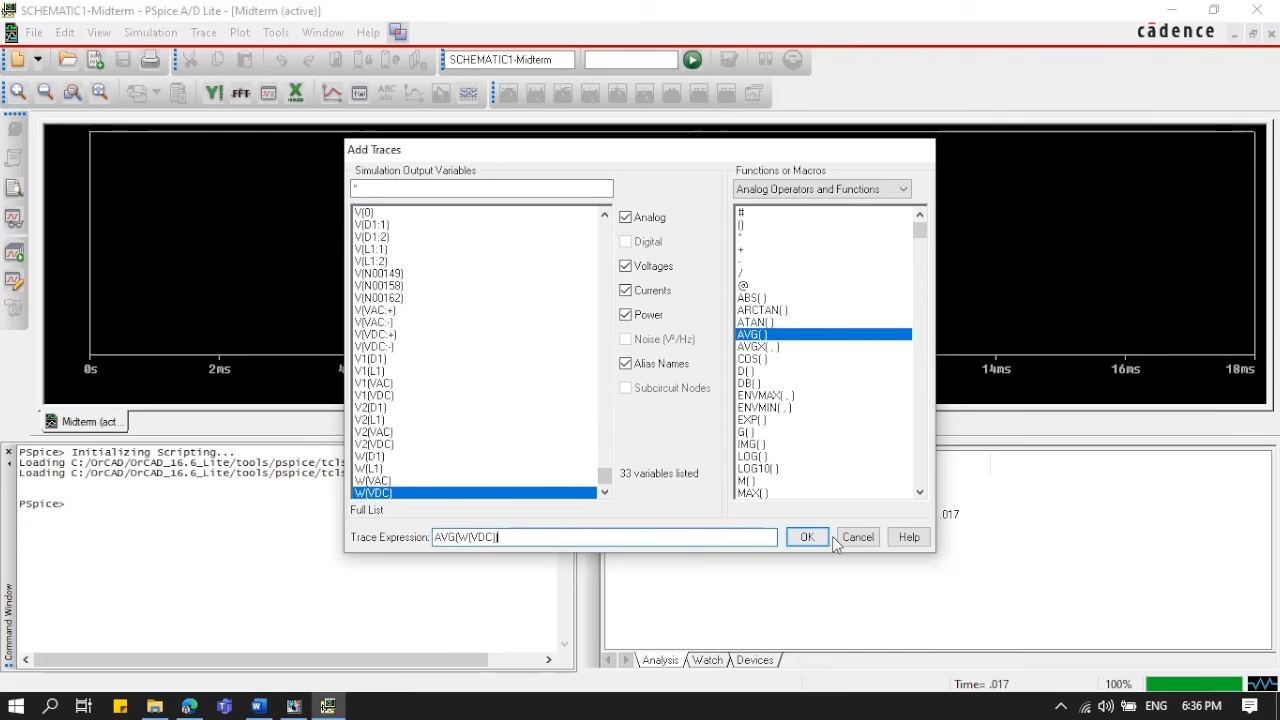 SCHEMATIC1-Midterm - PSpice A/D Lite - [Midterm (active)]
File Edit View Simulation Trace Plot Tools Window Help
cādence
SCHEMATIC1-Midterm
Add Traces
Simulation Output Variables
*
V(0)
V(D1:1)
V(D1:2)
V(L1:1)
V(L1:2)
V(N00149)
V(N00158)
V(N00162)
V(VAC:+)
V(VAC:-)
V(VDC:+)
V(VDC:-)
V1(D1)
V1(L1)
V1(VAC)
V1(VDC)
V2(D1)
V2(L1)
V2(VAC)
V2(VDC)
W(D1)
W(L1)
W(VAC)
W(VDC)
Full List
Analog
Digital
Voltages
Currents
Power
Noise (V²/Hz)
Alias Names
Subcircuit Nodes
33 variables listed
Functions or Macros
Analog Operators and Functions
#
()
*
+
-
/
@
ABS( )
ARCTAN( )
ATAN( )
AVG( )
AVGX( , )
COS( )
D( )
DB( )
ENVMAX( , )
ENVMIN( , )
EXP( )
G( )
IMG( )
LOG( )
LOG10( )
M( )
MAX( )
Trace Expression: AVG(W(VDC))
OK Cancel Help
0s 2ms 14ms 16ms 18ms
Midterm (act...
PSpice> Initializing Scripting...
Loading C:/OrCAD/OrCAD_16.6_Lite/tools/pspice/tcls
Loading C:/OrCAD/OrCAD_16.6_Lite/tools/pspice/tcls
PSpice>
Command Window
.017
Analysis Watch Devices
Time= .017 100%
ENG 6:36 PM